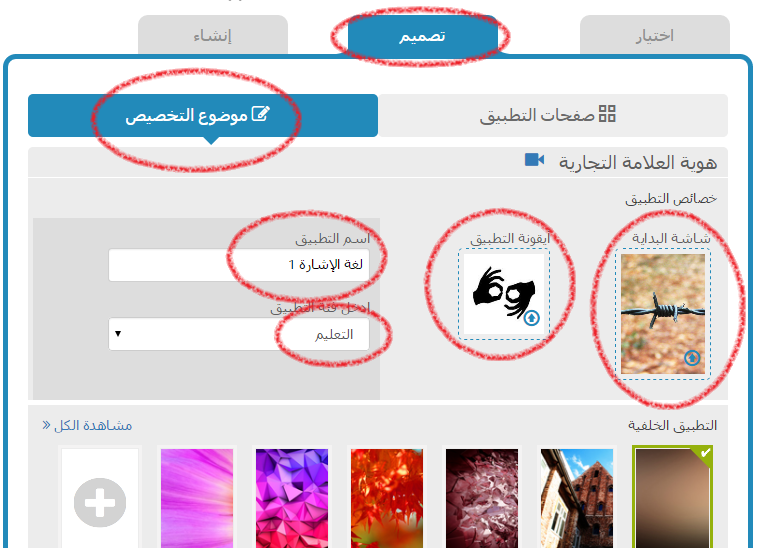 اختيار
تصميم
إنشاء
صفحات التطبيق
موضوع التخصيص
هوية العلامة التجارية
خصائص التطبيق
شاشة البداية
ايقونة التطبيق
اسم التطبيق
لغة الإشارة 1
ادخل فئة التطبيق
التعليم
التطبيق الخلفية
مشاهدة الكل »